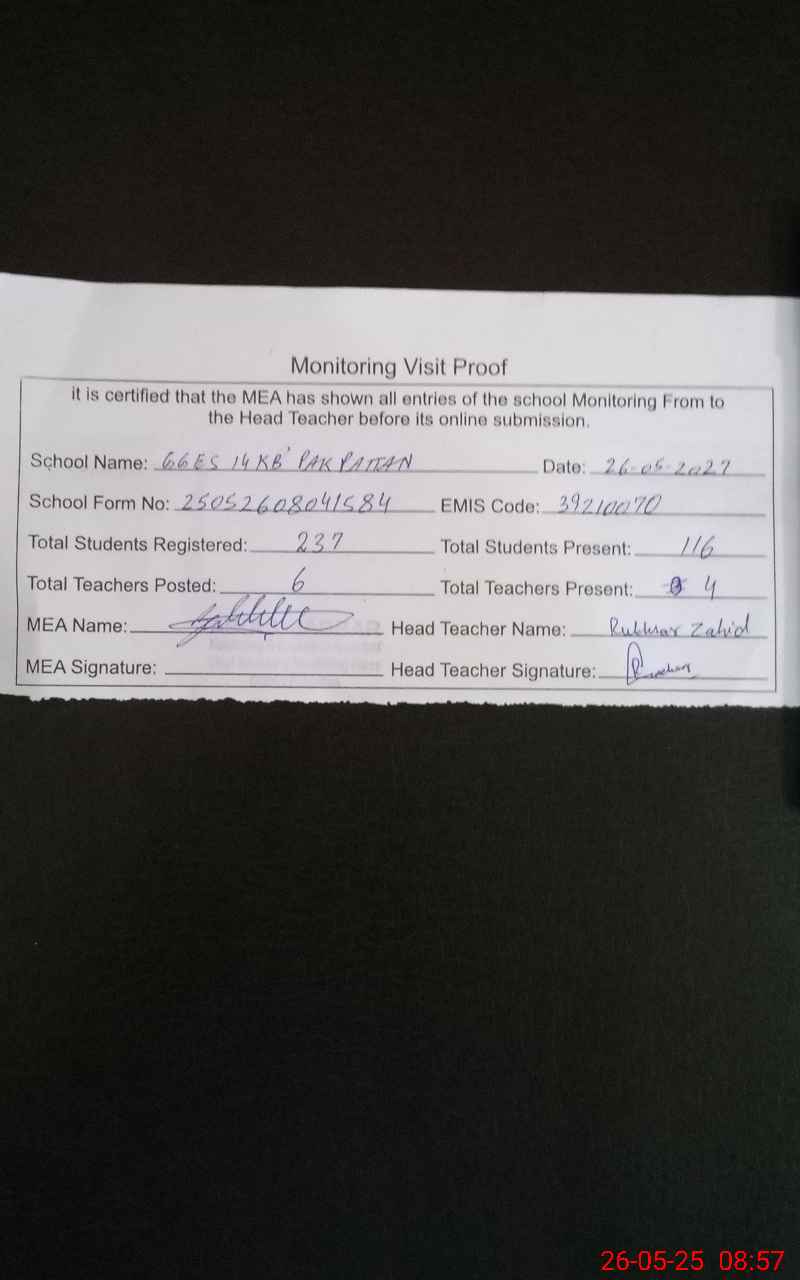 Monitoring Visit Proof
it is certified that the MEA has shown all entries of the school Monitoring From to
the Head Teacher before its online submission.
School Name: GGES 14 KB PAKPATTAN Date: 26-05-2027
School Form No: 25052608041584 EMIS Code: 39210070
Total Students Registered: 237 Total Students Present: 116
Total Teachers Posted: 6 Total Teachers Present: 4
MEA Name: Head Teacher Name: Zahid
MEA Signature: Head Teacher Signature:
26-05-25 08:57